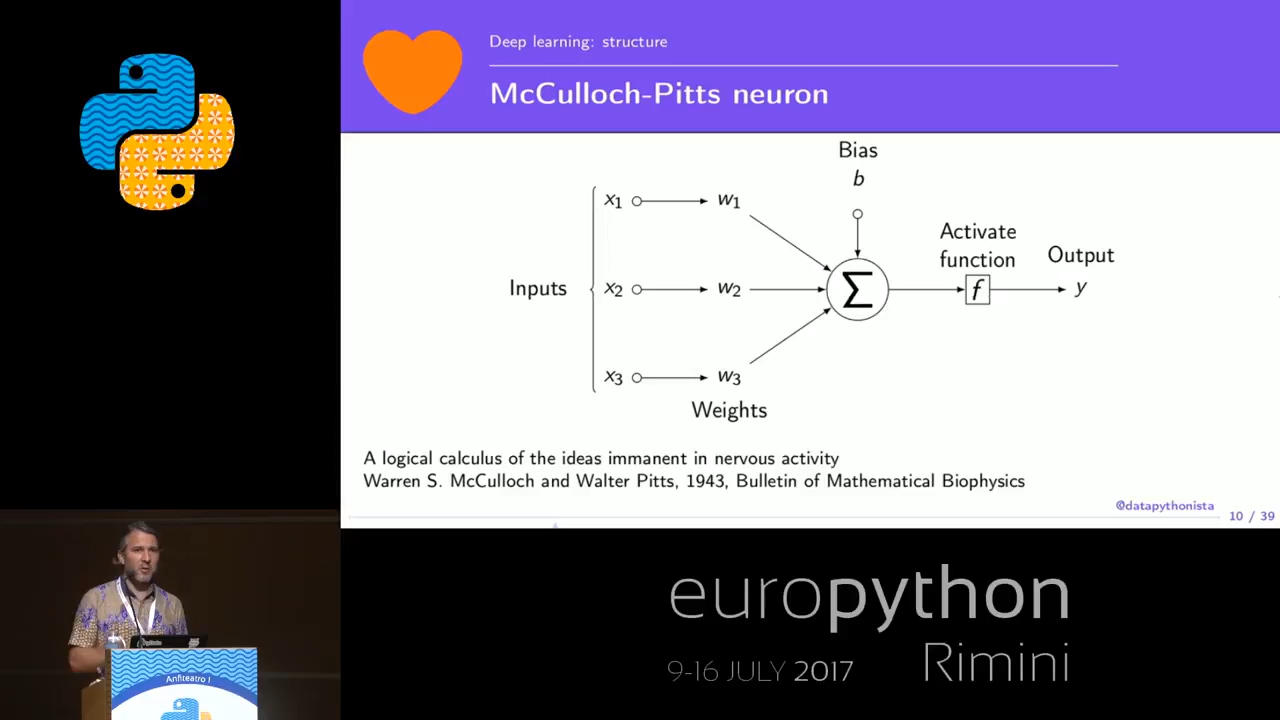 Deep learning: structure
McCulloch-Pitts neuron
Bias
b
x1
w1
Activate
function
Output
Inputs
x2
w2
Σ
f
y
x3
w3
Weights
A logical calculus of the ideas immanent in nervous activity
Warren S. McCulloch and Walter Pitts, 1943, Bulletin of Mathematical Biophysics
@datapythonista
10 / 39
Anfiteatro 1
europython
9-16 JULY 2017
Rimini